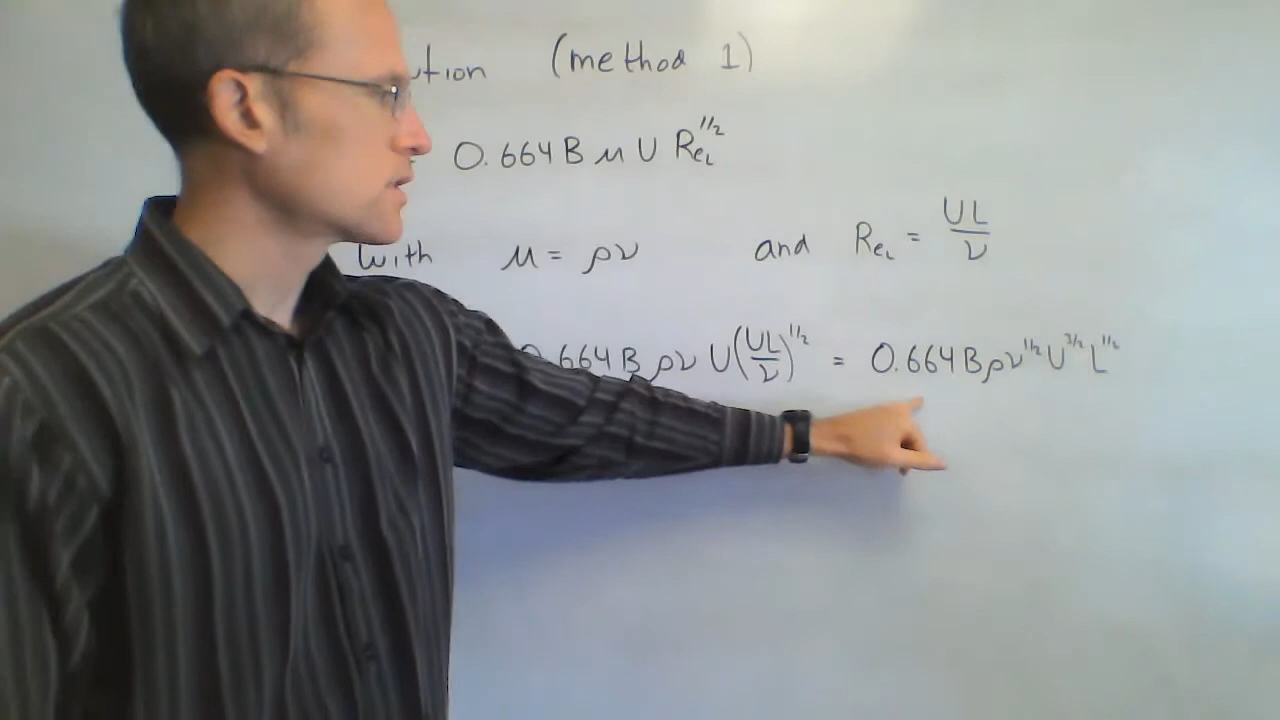 (method 1)
0.664 B μ U Re_L^1/2
with μ = ρν and Re_L = UL/ν
0.664 B ρν U(UL/ν)^1/2 = 0.664 B ρν^1/2 U^3/2 L^1/2